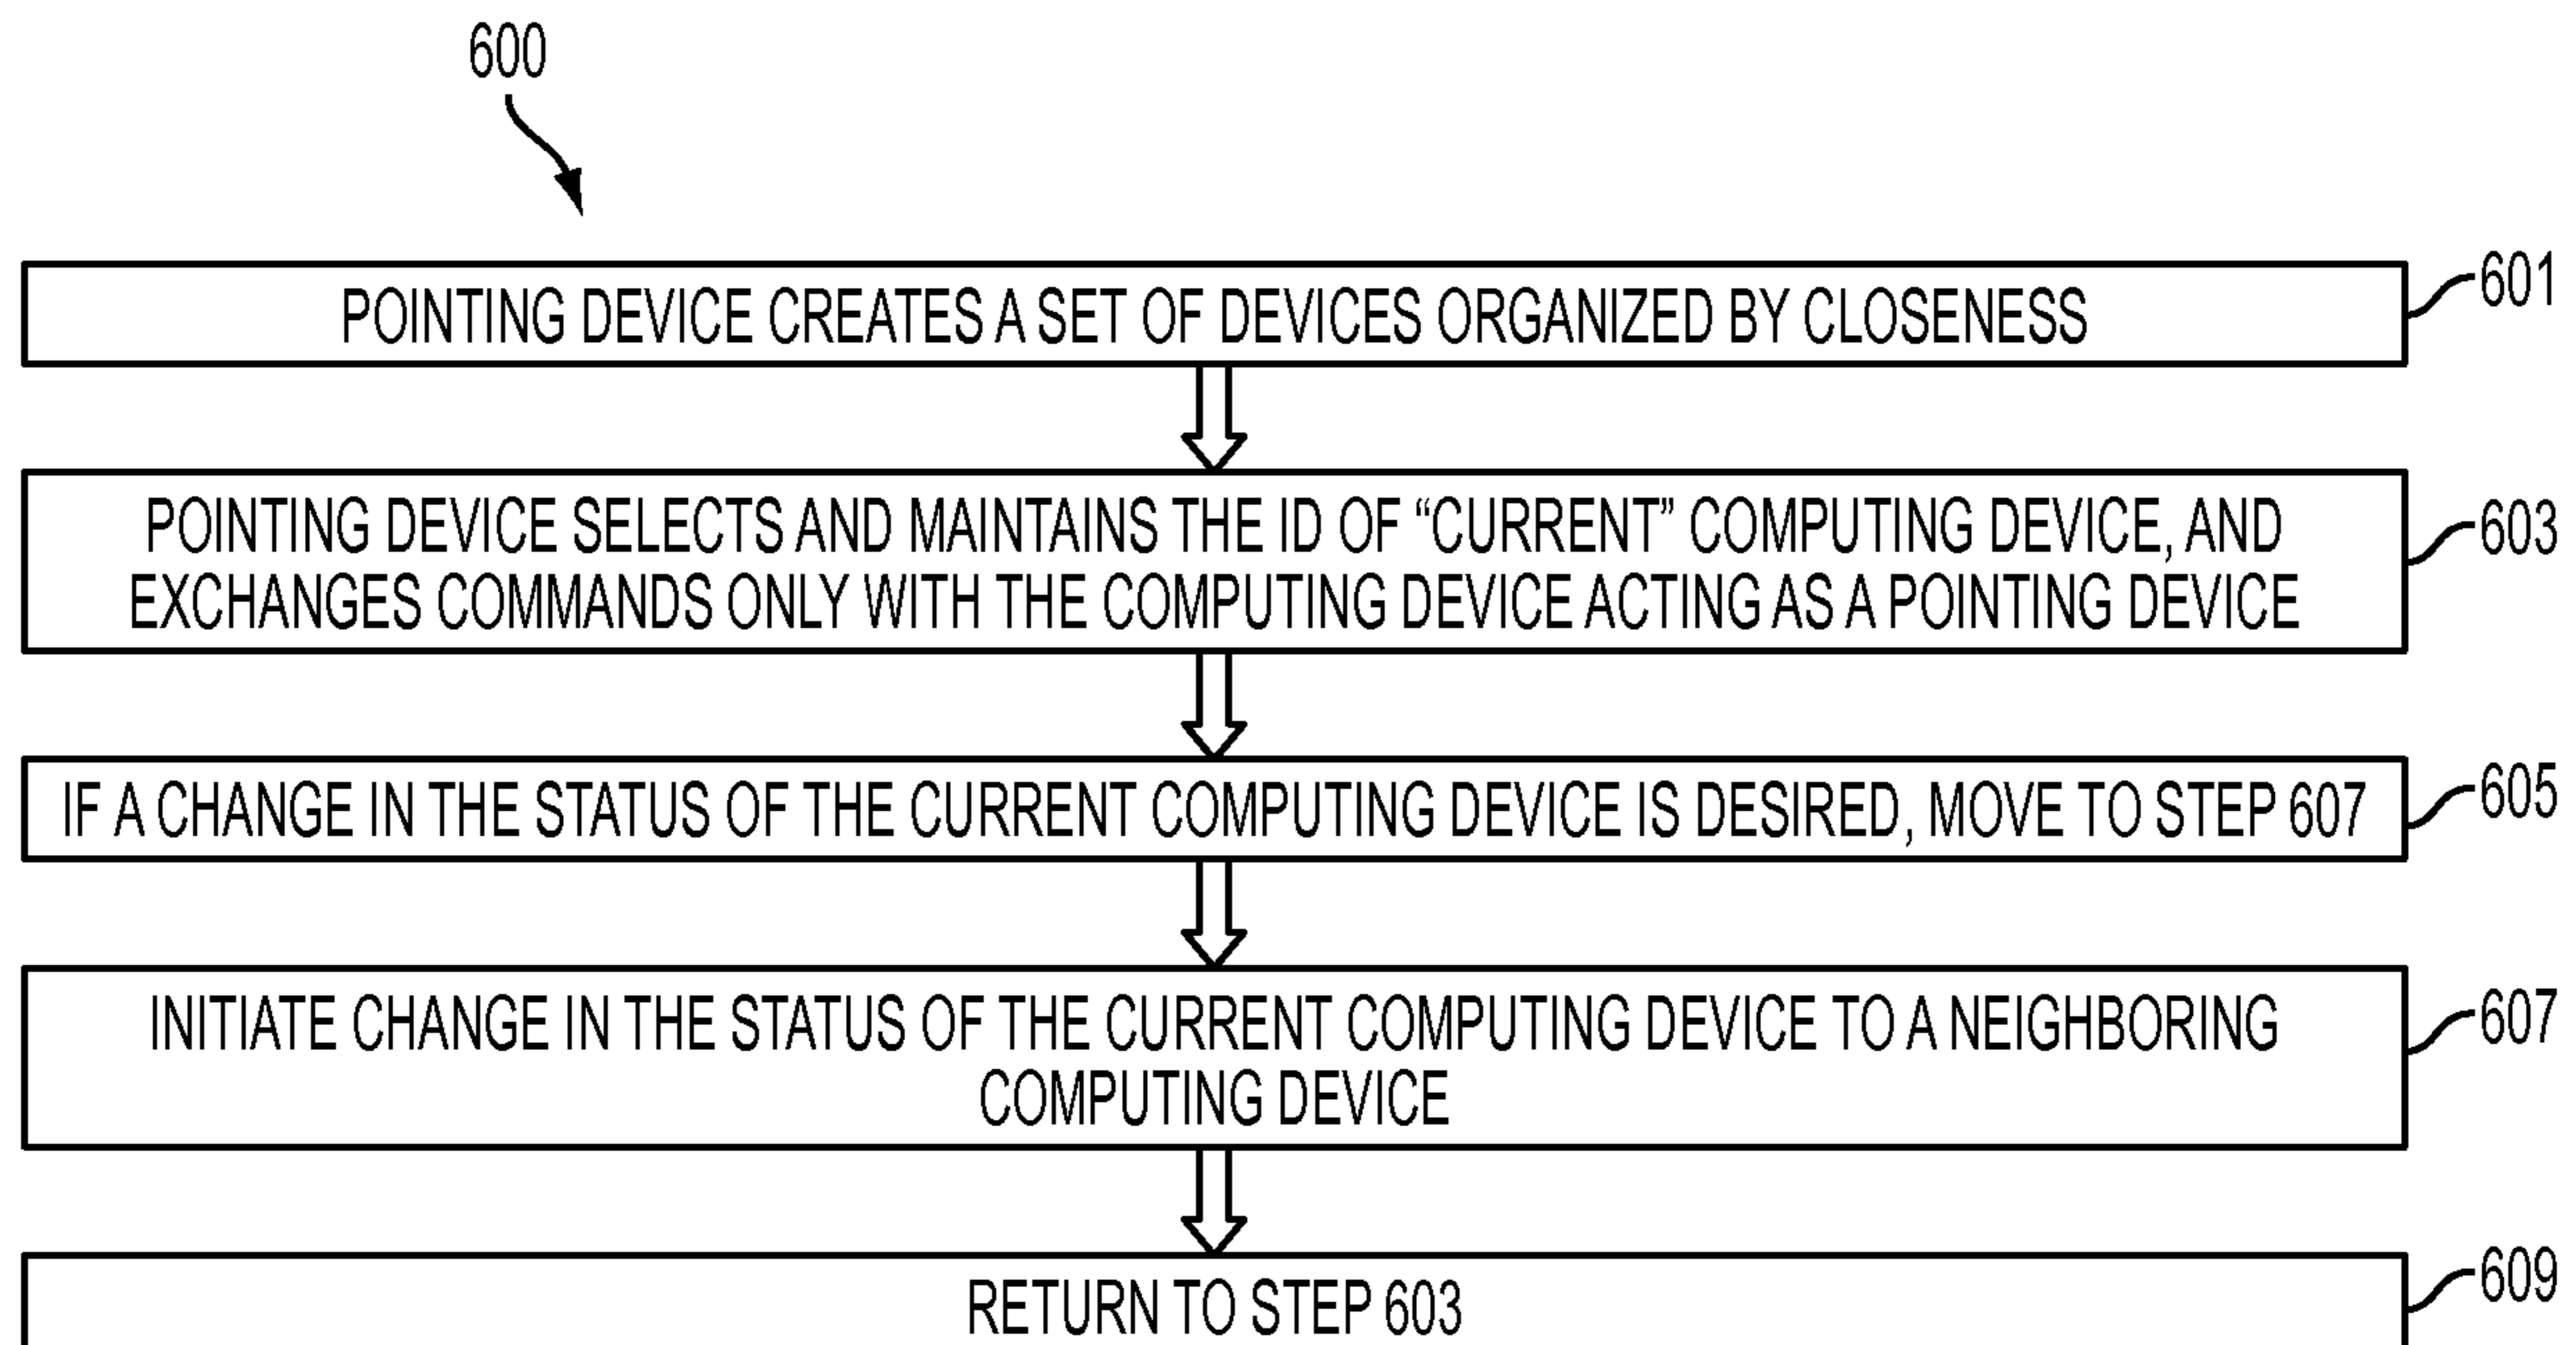 600
POINTING DEVICE CREATES A SET OF DEVICES ORGANIZED BY CLOSENESS
601
POINTING DEVICE SELECTS AND MAINTAINS THE ID OF “CURRENT” COMPUTING DEVICE, AND
EXCHANGES COMMANDS ONLY WITH THE COMPUTING DEVICE ACTING AS A POINTING DEVICE
603
IF A CHANGE IN THE STATUS OF THE CURRENT COMPUTING DEVICE IS DESIRED, MOVE TO STEP 607
605
INITIATE CHANGE IN THE STATUS OF THE CURRENT COMPUTING DEVICE TO A NEIGHBORING
COMPUTING DEVICE
607
RETURN TO STEP 603
609